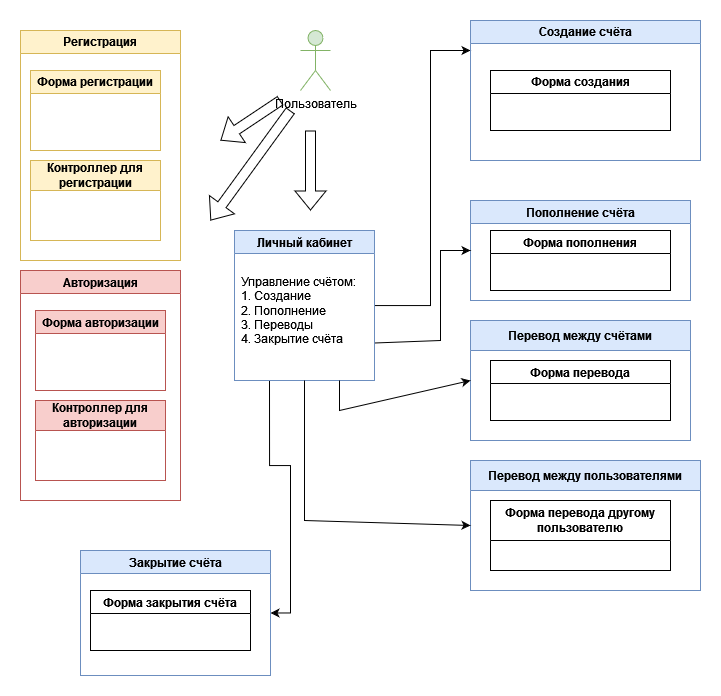 Регистрация
Форма регистрации
Контроллер для
регистрации
Авторизация
Форма авторизации
Контроллер для
авторизации
Пользователь
Личный кабинет
Управление счётом:
1. Создание
2. Пополнение
3. Переводы
4. Закрытие счёта
Создание счёта
Форма создания
Пополнение счёта
Форма пополнения
Перевод между счётами
Форма перевода
Перевод между пользователями
Форма перевода другому
пользователю
Закрытие счёта
Форма закрытия счёта